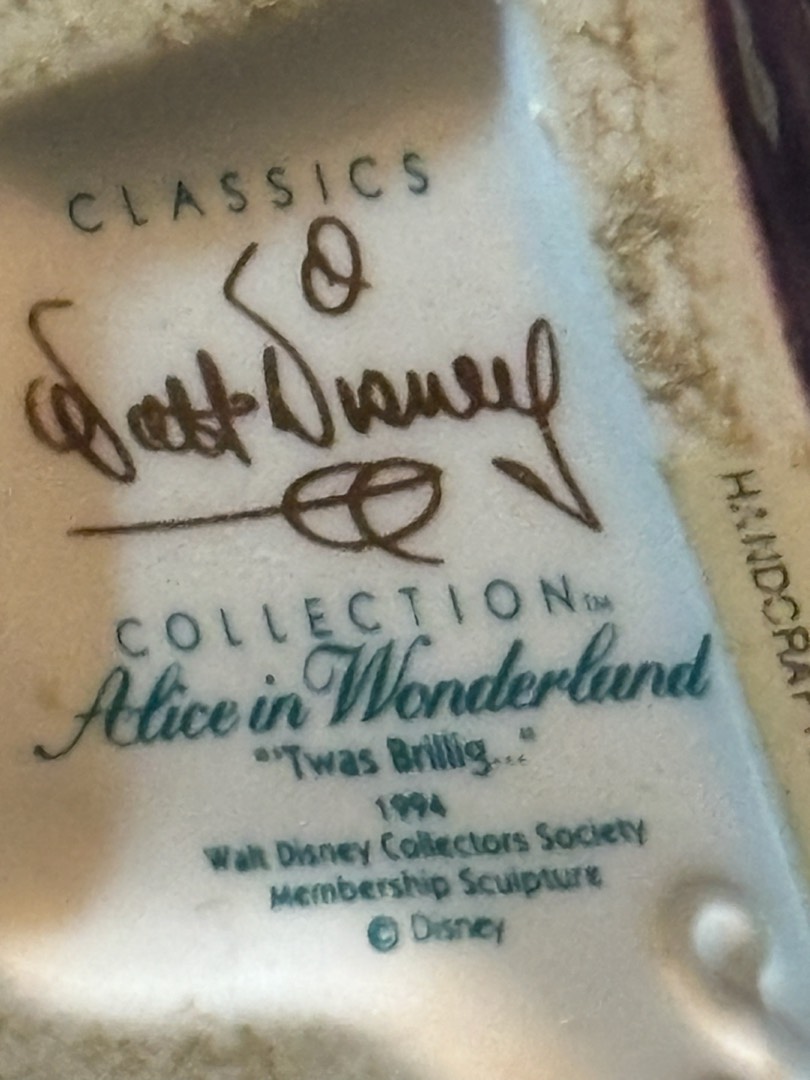 CLASSICS
Walt Disney
COLLECTION™
Alice in Wonderland
"'Twas Brillig..."
1994
Walt Disney Collectors Society
Membership Sculpture
© Disney